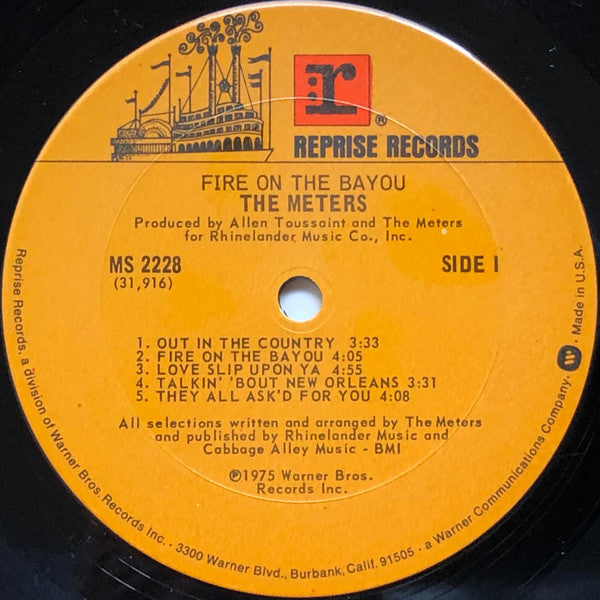 r
®
REPRISE RECORDS
FIRE ON THE BAYOU
THE METERS
Produced by Allen Toussaint and The Meters
for Rhinelander Music Co., Inc.
MS 2228
(31,916)
SIDE I
1. OUT IN THE COUNTRY 3:33
2. FIRE ON THE BAYOU 4:05
3. LOVE SLIP UPON YA 4:55
4. TALKIN' 'BOUT NEW ORLEANS 3:31
5. THEY ALL ASK'D FOR YOU 4:08
All selections written and arranged by The Meters
and published by Rhinelander Music and
Cabbage Alley Music - BMI
℗1975 Warner Bros.
Records Inc.
Reprise Records, a division of Warner Bros. Records Inc. • 3300 Warner Blvd., Burbank, Calif. 91505 • a Warner Communications Company. W • Made in U.S.A.